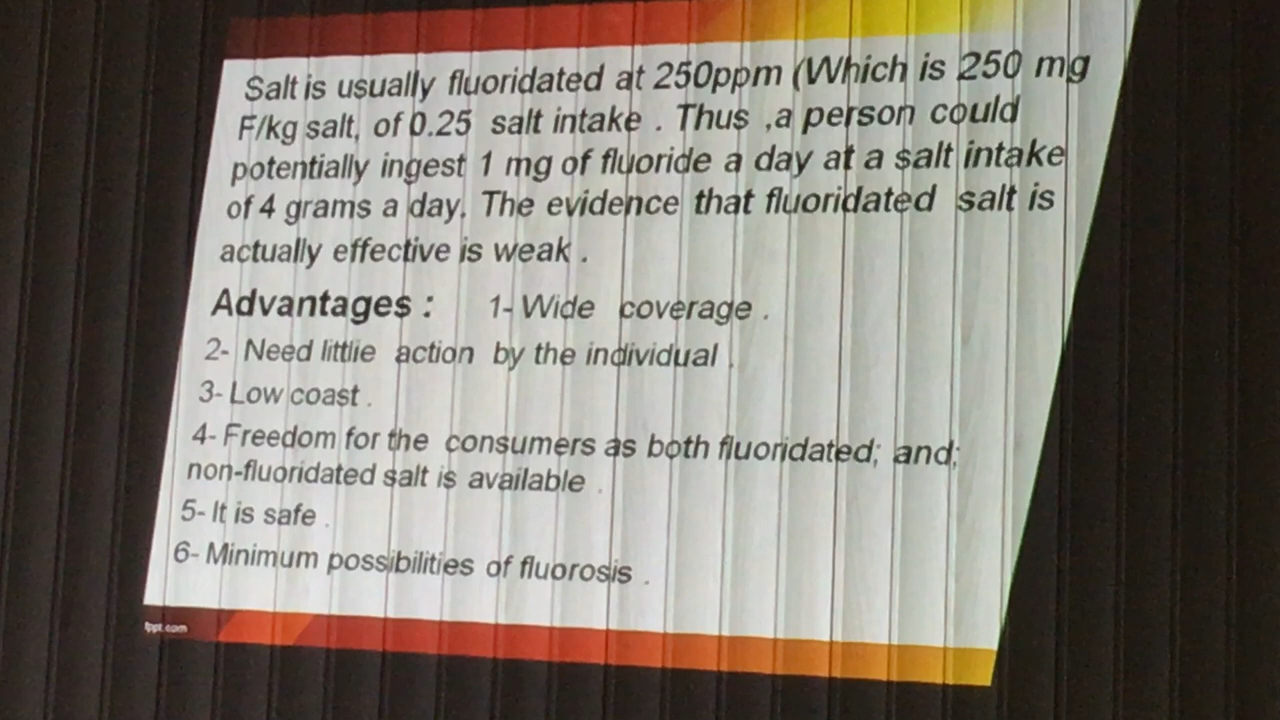 Salt is usually fluoridated at 250ppm (Which is 250 mg
F/kg salt, of 0.25 salt intake . Thus ,a person could
potentially ingest 1 mg of fluoride a day at a salt intake
of 4 grams a day. The evidence that fluoridated salt is
actually effective is weak .
Advantages : 1- Wide coverage .
2- Need littlie action by the individual .
3- Low coast .
4- Freedom for the consumers as both fluoridated; and;
non-fluoridated salt is available .
5- It is safe .
6- Minimum possibilities of fluorosis .
fppt.com